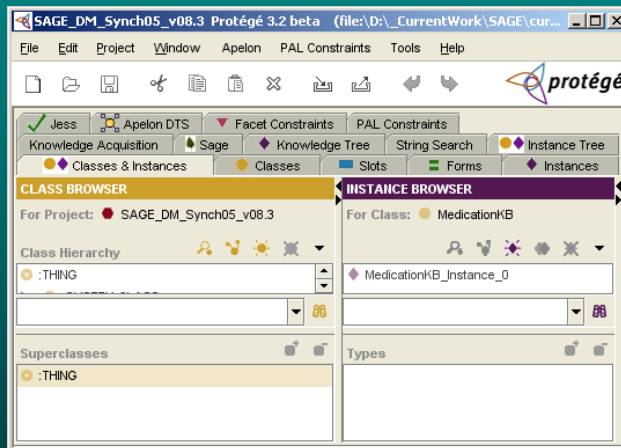 SAGE_DM_Synch05_v08.3 Protégé 3.2 beta (file:\D:\_CurrentWork\SAGE\cur...
File Edit Project Window Apelon PAL Constraints Tools Help
protégé
Jess Apelon DTS Facet Constraints PAL Constraints
Knowledge Acquisition Sage Knowledge Tree String Search Instance Tree
Classes & Instances Classes Slots Forms Instances
CLASS BROWSER
For Project: SAGE_DM_Synch05_v08.3
Class Hierarchy
:THING
Superclasses
:THING
INSTANCE BROWSER
For Class: MedicationKB
MedicationKB_Instance_0
Types